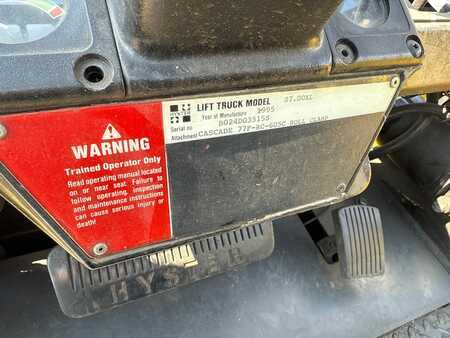 WARNING
Trained Operator Only
Read operating manual located
on or near seat. Failure to
follow operating, inspection
and maintenance instructions
can cause serious injury or
death!
HYSTER
LIFT TRUCK MODEL S7.00XL
Year of Manufacture 1995
Serial no
Attachment CASCADE 77F-RC-605C ROLL CLAMP
HYSTER